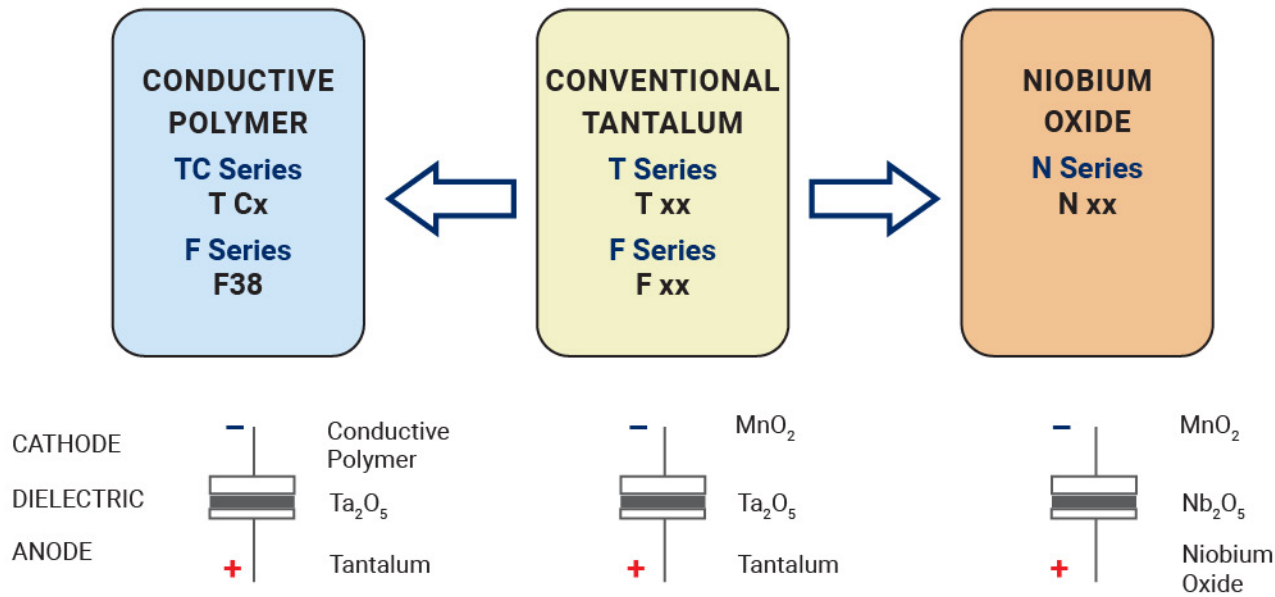 CONDUCTIVE
POLYMER
TC Series
T Cx
F Series
F38
CONVENTIONAL
TANTALUM
T Series
T xx
F Series
F xx
NIOBIUM
OXIDE
N Series
N xx
CATHODE
DIELECTRIC
ANODE
−
Conductive
Polymer
Ta₂O₅
+
Tantalum
−
MnO₂
Ta₂O₅
+
Tantalum
−
MnO₂
Nb₂O₅
+
Niobium
Oxide